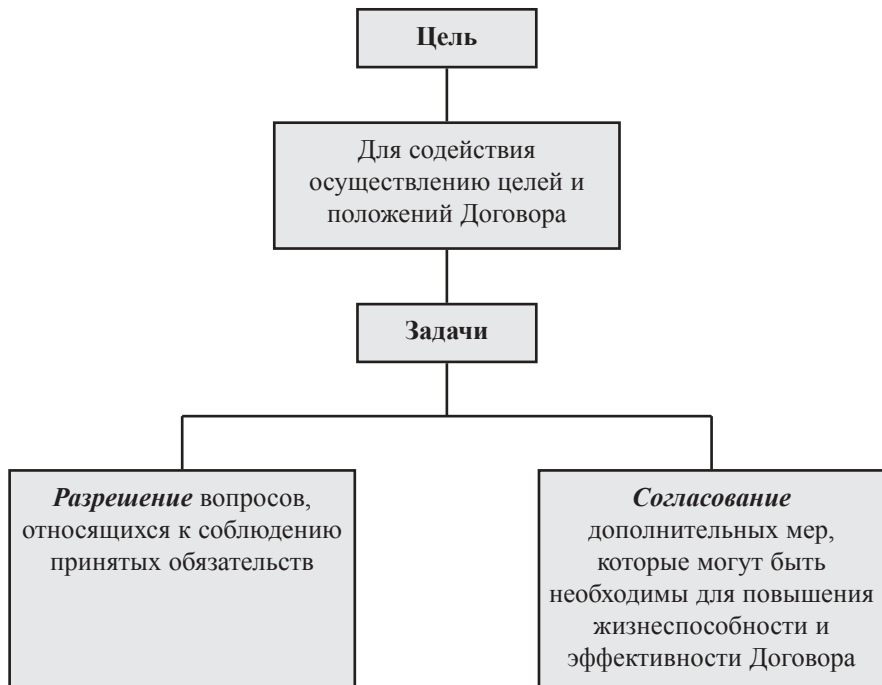 Цель
Для содействия
осуществлению целей и
положений Договора
Задачи
Разрешение вопросов,
относящихся к соблюдению
принятых обязательств
Согласование
дополнительных мер,
которые могут быть
необходимы для повышения
жизнеспособности и
эффективности Договора